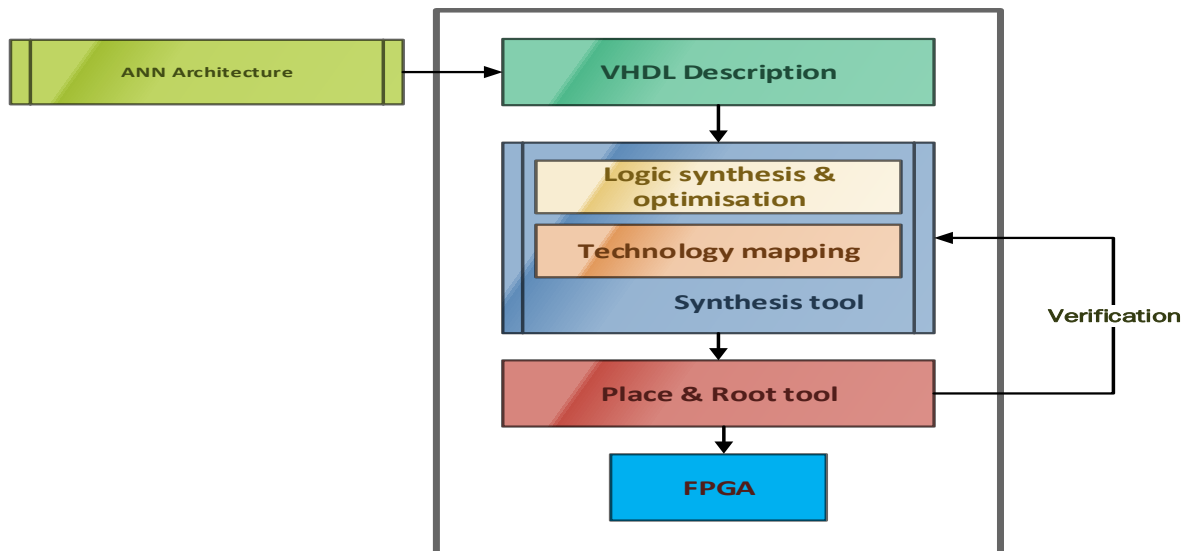 ANN Architecture
VHDL Description
Logic synthesis &
optimisation
Technology mapping
Synthesis tool
Verification
Place & Root tool
FPGA